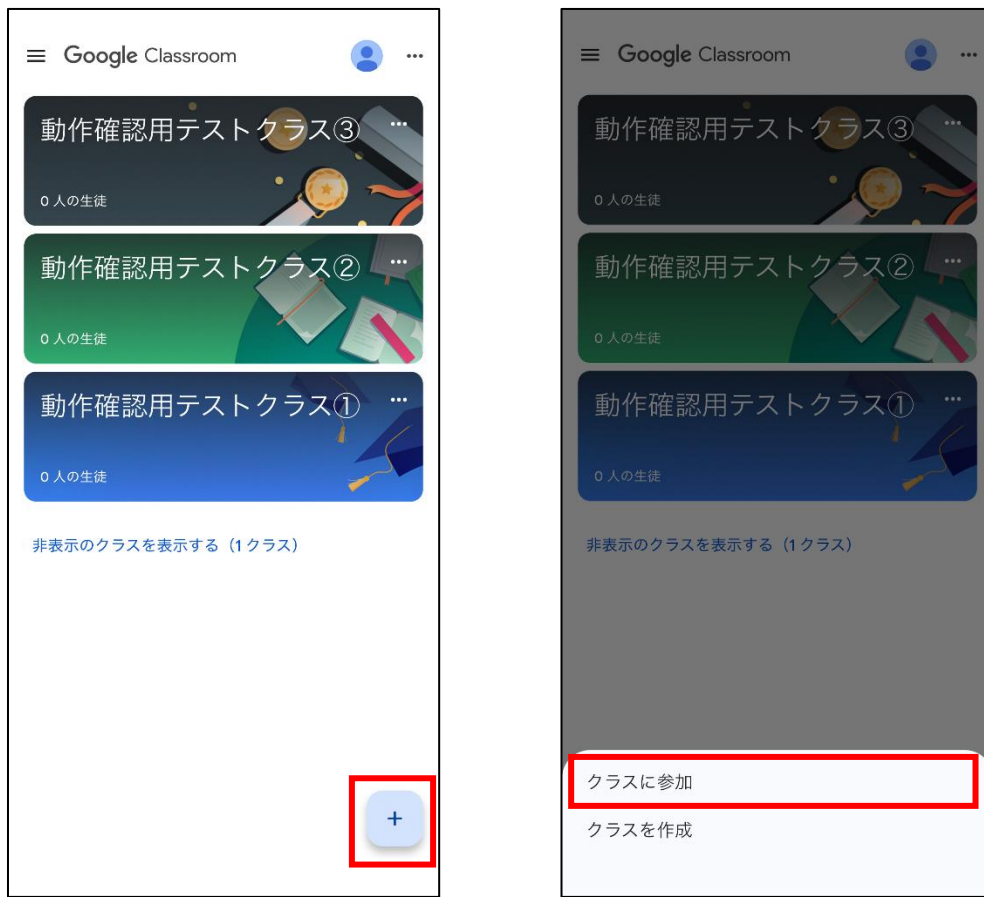 Google Classroom
動作確認用テストクラス③
0 人の生徒
動作確認用テストクラス②
0 人の生徒
動作確認用テストクラス①
0 人の生徒
非表示のクラスを表示する（1 クラス）
+
Google Classroom
動作確認用テストクラス③
0 人の生徒
動作確認用テストクラス②
0 人の生徒
動作確認用テストクラス①
0 人の生徒
非表示のクラスを表示する（1 クラス）
クラスに参加
クラスを作成